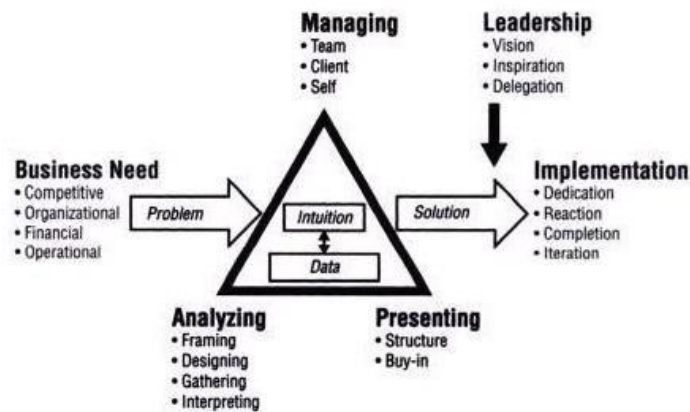 Managing
• Team
• Client
• Self
Leadership
• Vision
• Inspiration
• Delegation
Business Need
• Competitive
• Organizational
• Financial
• Operational
Problem
Intuition
Data
Solution
Implementation
• Dedication
• Reaction
• Completion
• Iteration
Analyzing
• Framing
• Designing
• Gathering
• Interpreting
Presenting
• Structure
• Buy-in